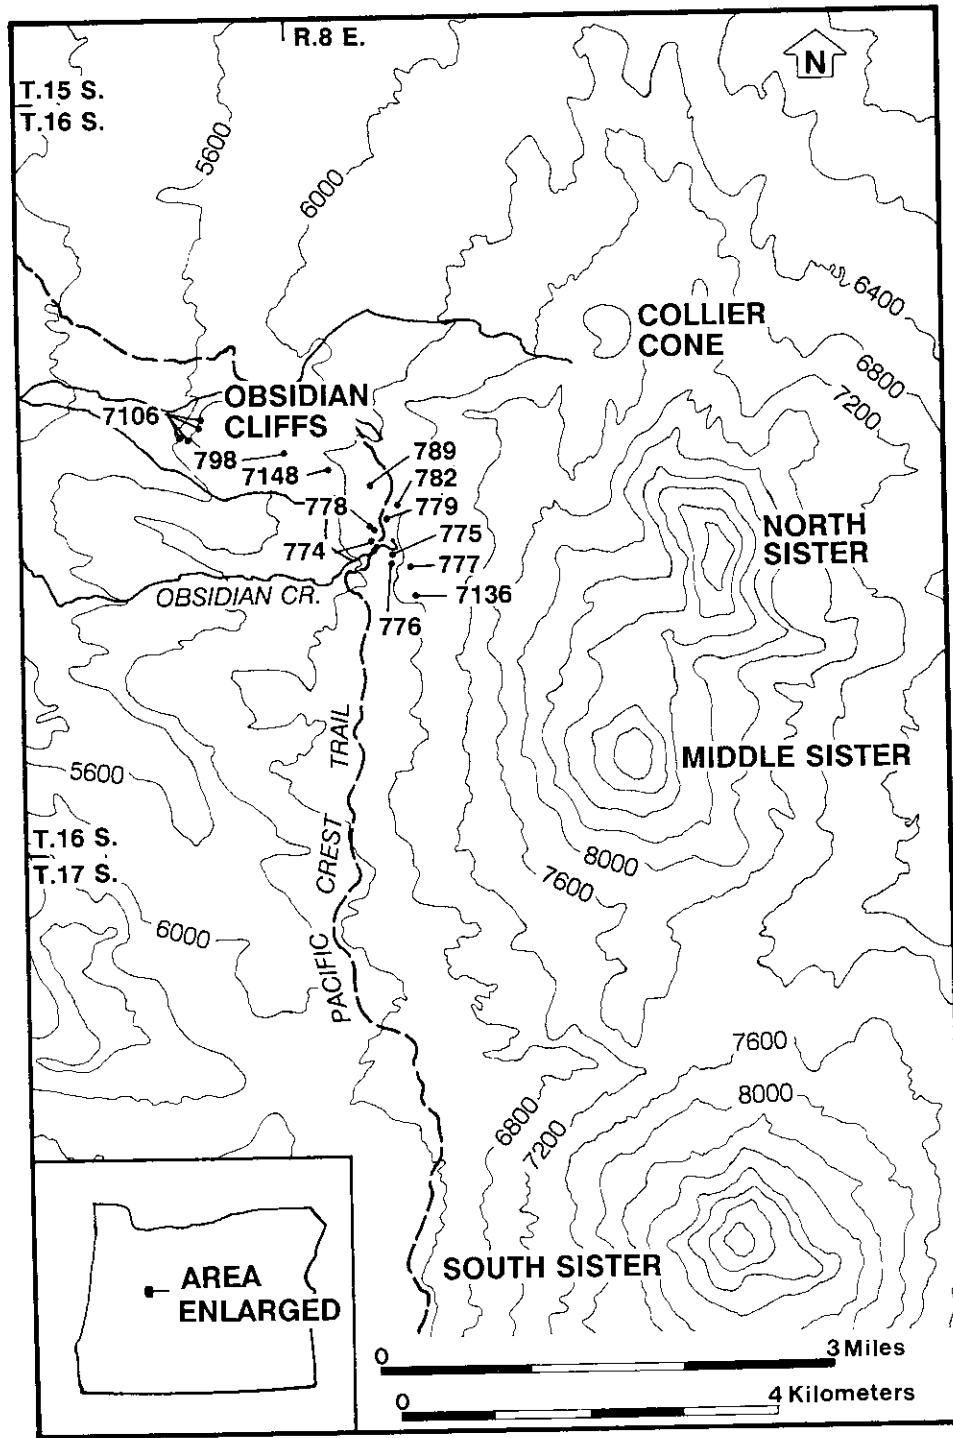 R.8 E.
N
T.15 S.
T.16 S.
5600
6000
6400
COLLIER
CONE
6800
7200
OBSIDIAN
CLIFFS
7106
798
7148
789
782
778
779
774
775
777
7136
776
NORTH
SISTER
OBSIDIAN CR.
PACIFIC CREST TRAIL
MIDDLE SISTER
5600
T.16 S.
T.17 S.
8000
7600
6000
7600
8000
6800
7200
SOUTH SISTER
AREA
ENLARGED
0 3 Miles
0 4 Kilometers